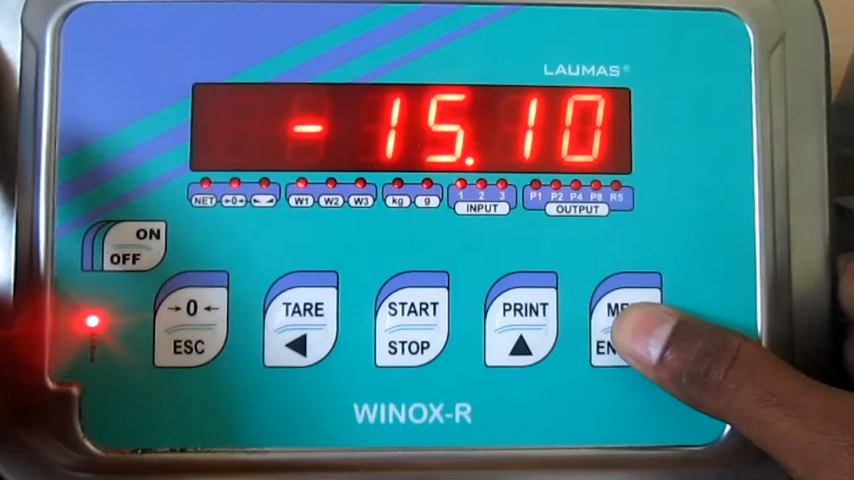 LAUMAS®
- 15.10
NET →0← W1 W2 W3 kg g 1 2 3 INPUT P1 P2 P4 P8 R5 OUTPUT
ON
OFF
→0← TARE START PRINT
ESC STOP
WINOX-R